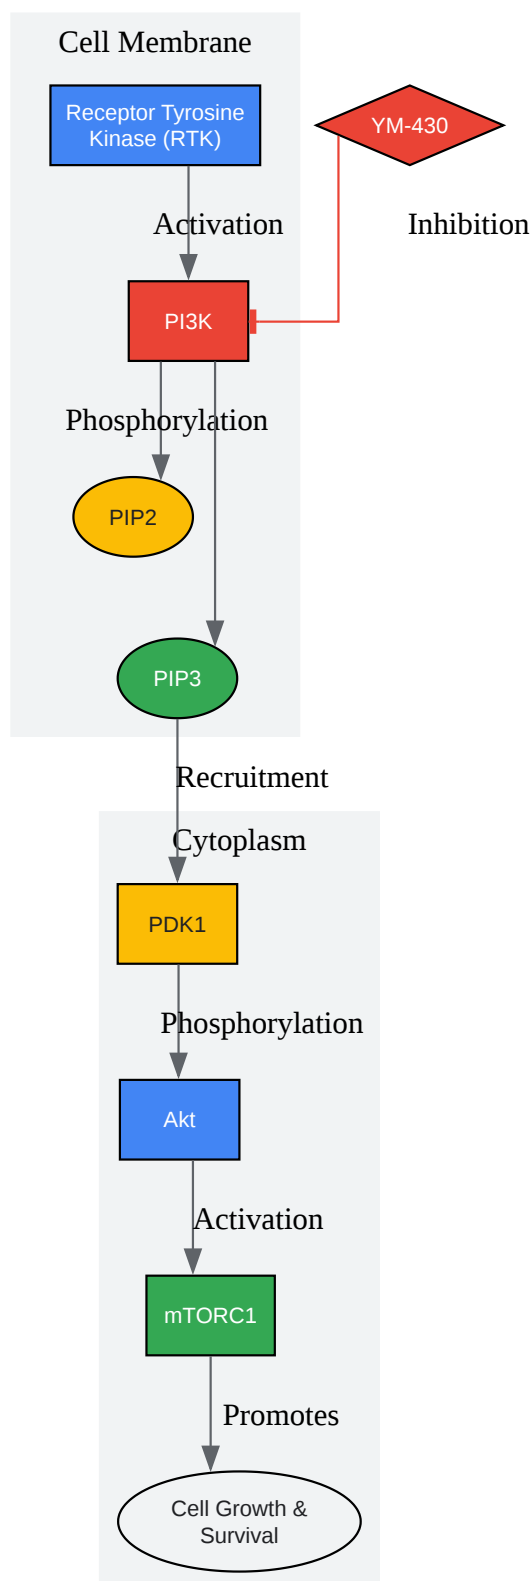 Cell Membrane
Receptor Tyrosine
Kinase (RTK)
YM-430
Activation
Inhibition
PI3K
Phosphorylation
PIP2
PIP3
Recruitment
Cytoplasm
PDK1
Phosphorylation
Akt
Activation
mTORC1
Promotes
Cell Growth &
Survival